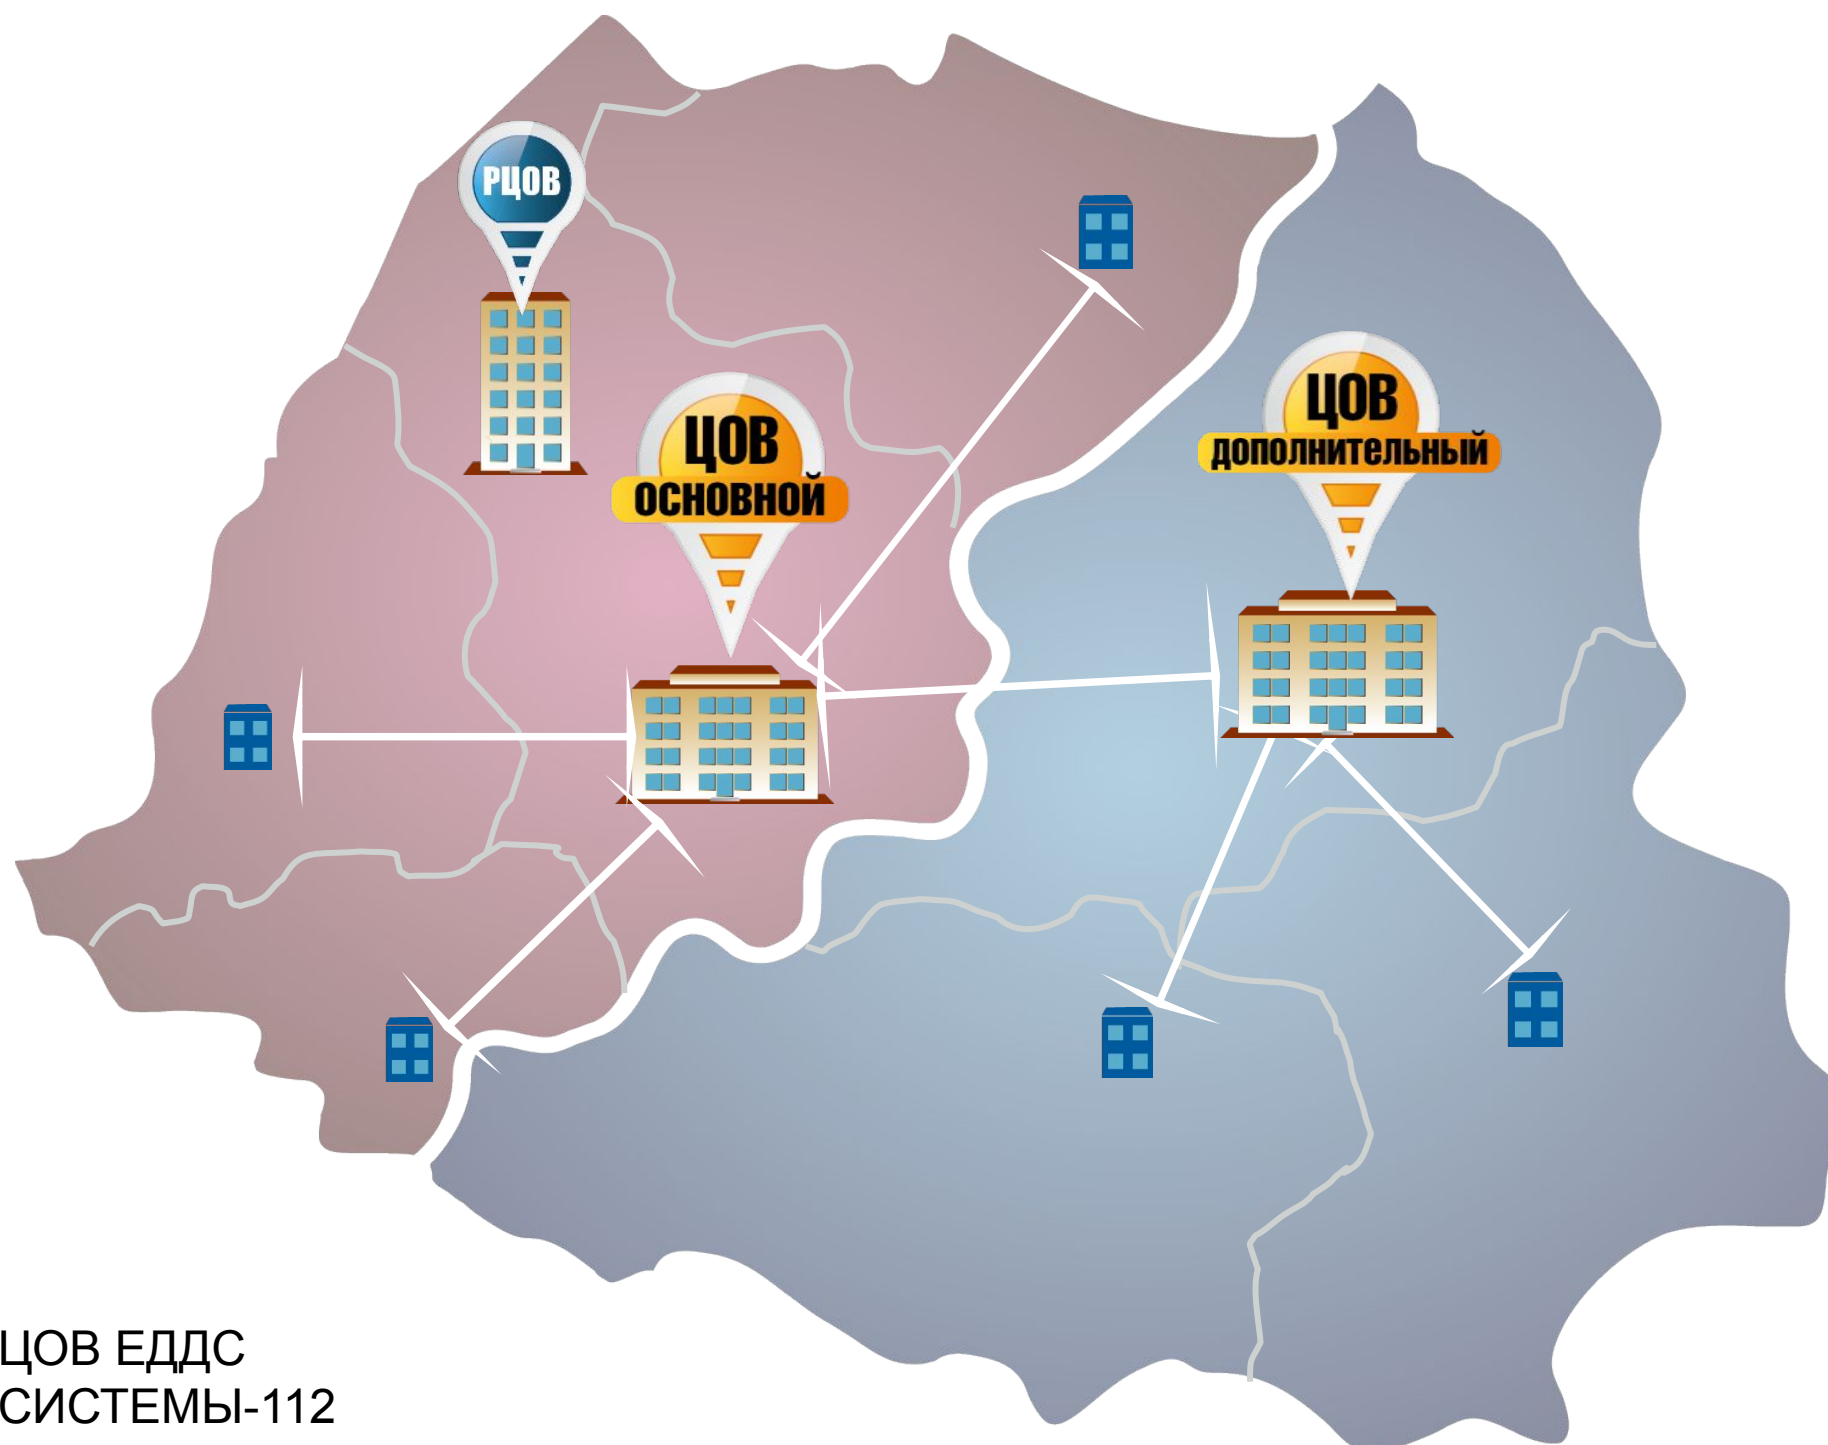 РЦОВ
ЦОВ
ОСНОВНОЙ
ЦОВ
ДОПОЛНИТЕЛЬНЫЙ
ЦОВ ЕДДС
СИСТЕМЫ-112